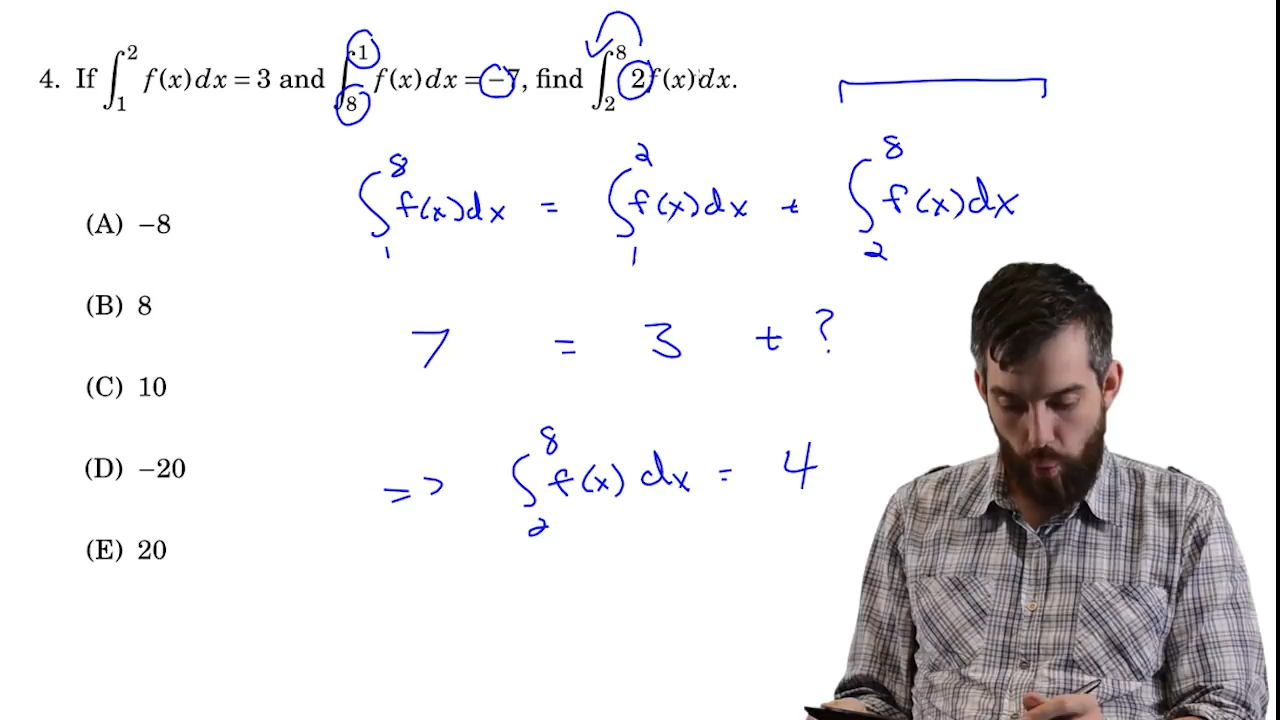 4. If ∫₁² f(x) dx = 3 and ∫₈¹ f(x) dx = −7, find ∫₂⁸ 2f(x) dx.
∫₁⁸ f(x)dx = ∫₁² f(x)dx + ∫₂⁸ f(x)dx
(A) −8
(B) 8
7 = 3 + ?
(C) 10
(D) −20
=> ∫₂⁸ f(x) dx = 4
(E) 20